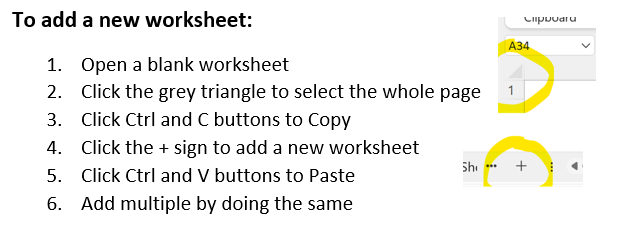 To add a new worksheet:
1. Open a blank worksheet
2. Click the grey triangle to select the whole page
3. Click Ctrl and C buttons to Copy
4. Click the + sign to add a new worksheet
5. Click Ctrl and V buttons to Paste
6. Add multiple by doing the same
Clipboard
A34
1
She ··· +